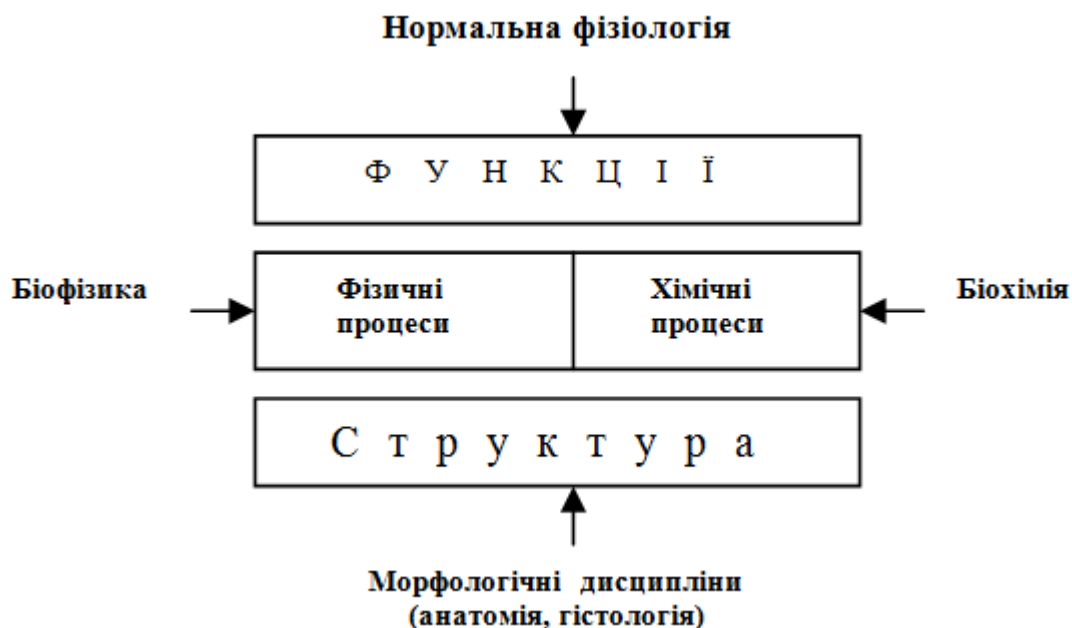 Нормальна фізіологія
Ф У Н К Ц І Ї
Біофізика
Фізичні
процеси
Хімічні
процеси
Біохімія
С т р у к т у р а
Морфологічні дисципліни
(анатомія, гістологія)